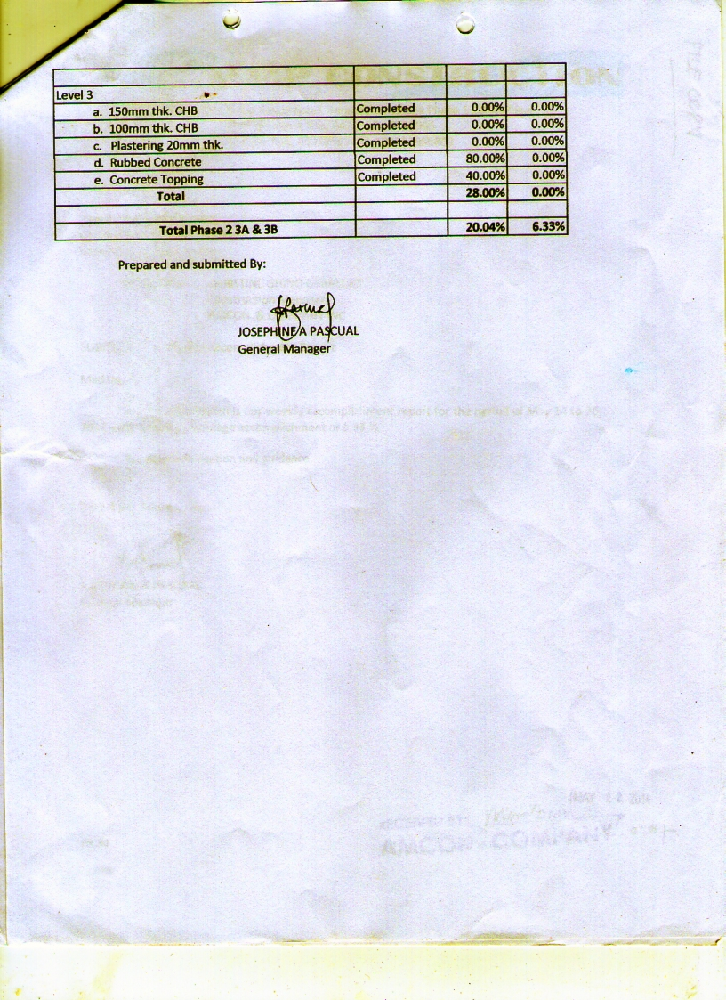 Level 3
a. 150mm thk. CHB Completed 0.00% 0.00%
b. 100mm thk. CHB Completed 0.00% 0.00%
c. Plastering 20mm thk. Completed 0.00% 0.00%
d. Rubbed Concrete Completed 80.00% 0.00%
e. Concrete Topping Completed 40.00% 0.00%
Total 28.00% 0.00%
Total Phase 2 3A & 3B 20.04% 6.33%
Prepared and submitted By:
JOSEPHINE A PASCUAL
General Manager